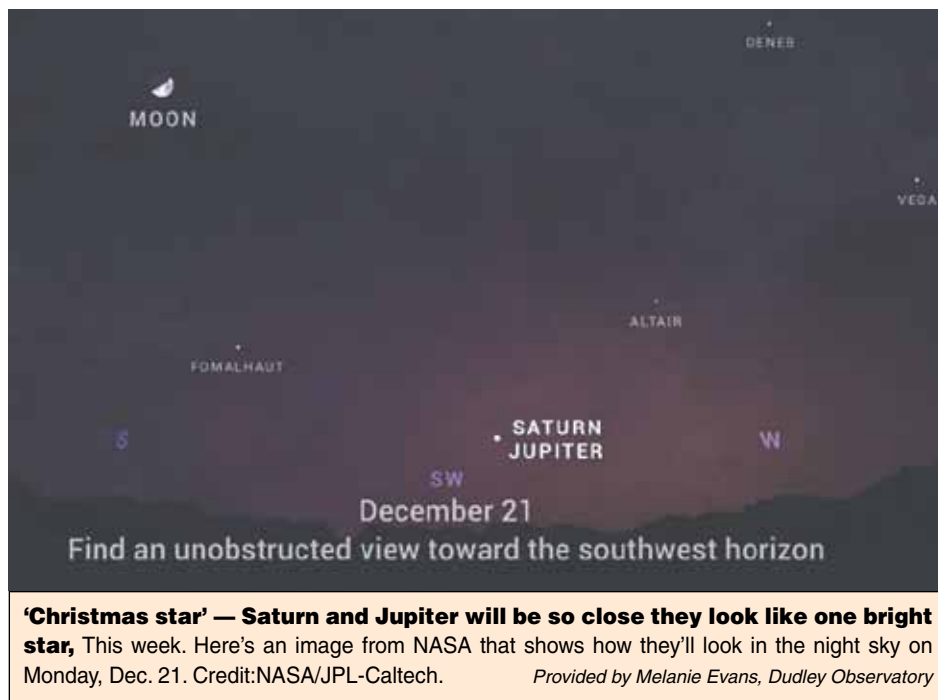 DENEB
MOON
VEGA
ALTAIR
FOMALHAUT
SATURN
S
W
JUPITER
SW
December 21
Find an unobstructed view toward the southwest horizon
‘Christmas star’ — Saturn and Jupiter will be so close they look like one bright
star, This week. Here’s an image from NASA that shows how they’ll look in the night sky on
Monday, Dec. 21. Credit:NASA/JPL-Caltech. Provided by Melanie Evans, Dudley Observatory